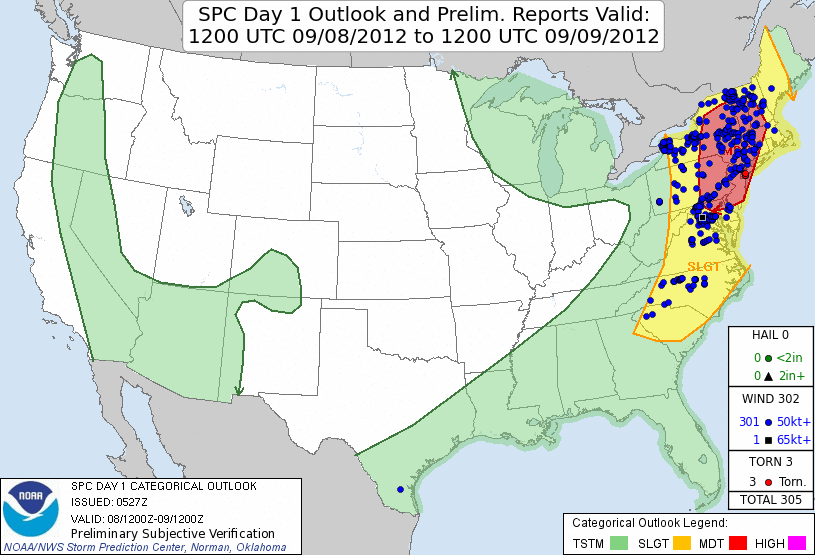 SPC Day 1 Outlook and Prelim. Reports Valid:
1200 UTC 09/08/2012 to 1200 UTC 09/09/2012
SLGT
HAIL 0
0 <2in
0 2in+
WIND 302
301 50kt+
1 65kt+
TORN 3
3 Torn.
TOTAL 305
NOAA
SPC DAY 1 CATEGORICAL OUTLOOK
ISSUED: 0527Z
VALID: 08/1200Z-09/1200Z
Preliminary Subjective Verification
NOAA/NWS Storm Prediction Center, Norman, Oklahoma
Categorical Outlook Legend:
TSTM SLGT MDT HIGH